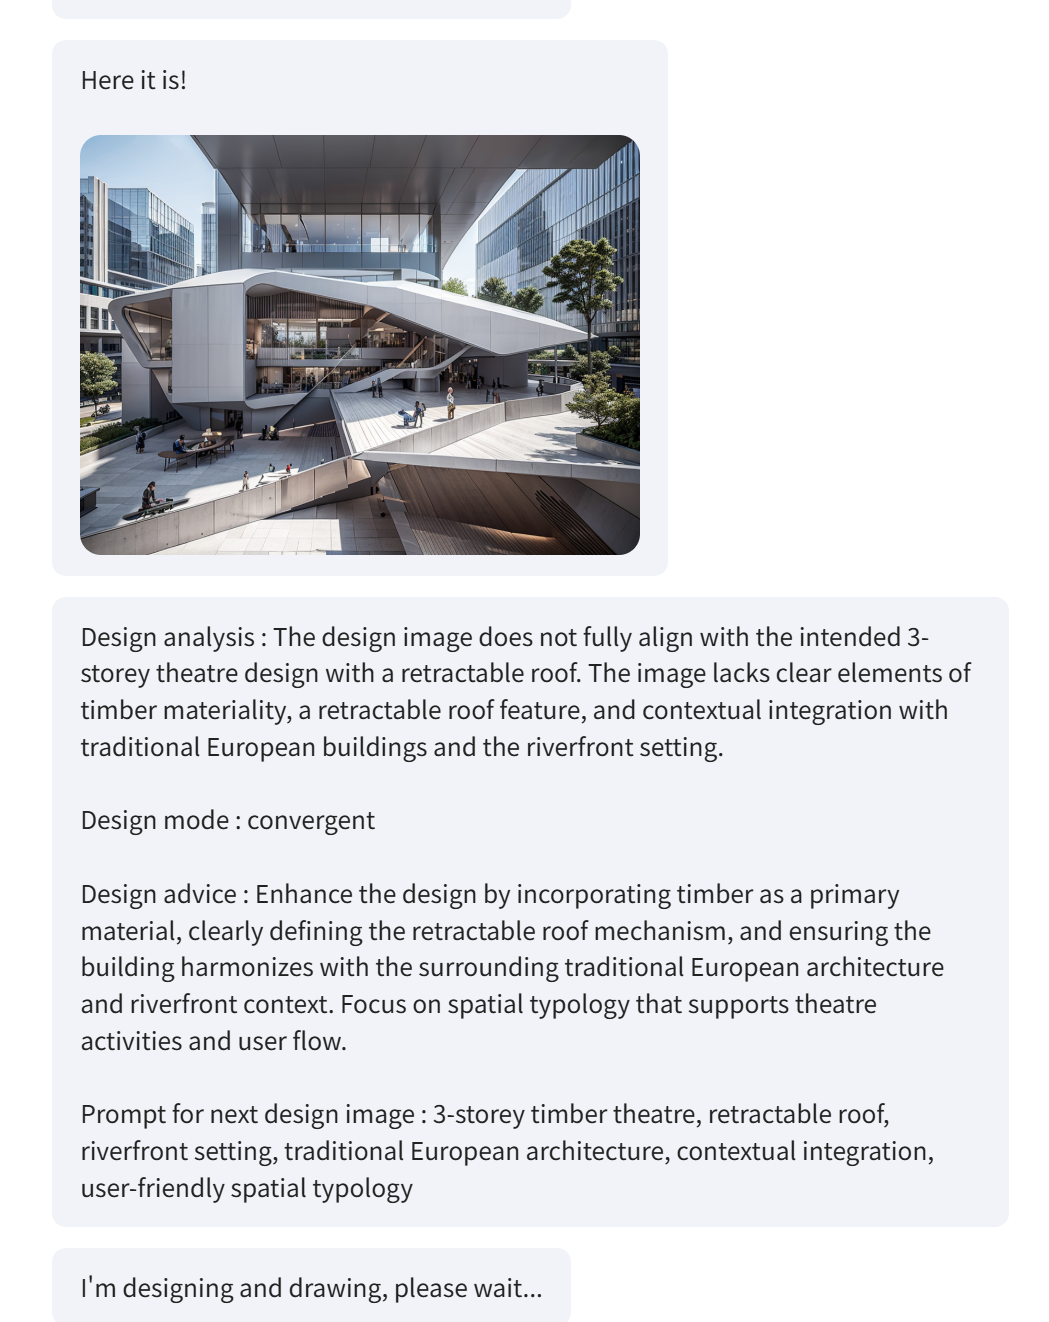 Here it is!
Design analysis : The design image does not fully align with the intended 3-
storey theatre design with a retractable roof. The image lacks clear elements of
timber materiality, a retractable roof feature, and contextual integration with
traditional European buildings and the riverfront setting.
Design mode : convergent
Design advice : Enhance the design by incorporating timber as a primary
material, clearly defining the retractable roof mechanism, and ensuring the
building harmonizes with the surrounding traditional European architecture
and riverfront context. Focus on spatial typology that supports theatre
activities and user flow.
Prompt for next design image : 3-storey timber theatre, retractable roof,
riverfront setting, traditional European architecture, contextual integration,
user-friendly spatial typology
I'm designing and drawing, please wait...